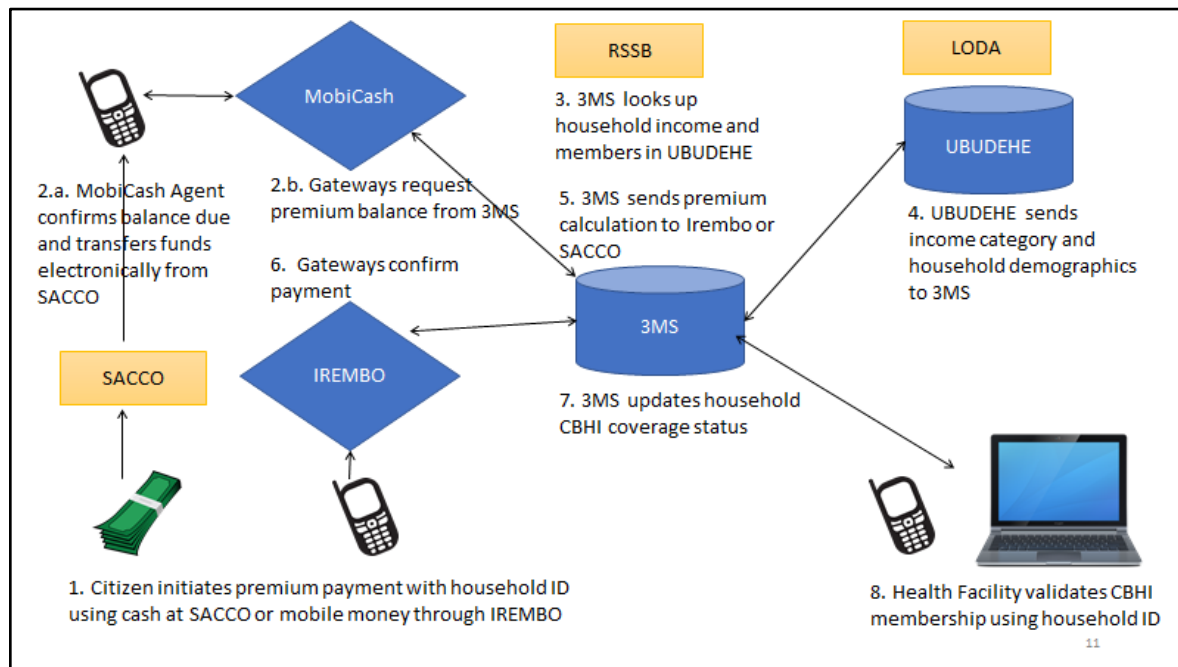 RSSB
LODA
MobiCash
3. 3MS looks up
household income and
members in UBUDEHE
UBUDEHE
2.a. MobiCash Agent
confirms balance due
and transfers funds
electronically from
SACCO
2.b. Gateways request
premium balance from 3MS
5. 3MS sends premium
calculation to Irembo or
SACCO
4. UBUDEHE sends
income category and
household demographics
to 3MS
6. Gateways confirm
payment
3MS
SACCO
IREMBO
7. 3MS updates household
CBHI coverage status
1. Citizen initiates premium payment with household ID
using cash at SACCO or mobile money through IREMBO
8. Health Facility validates CBHI
membership using household ID
11